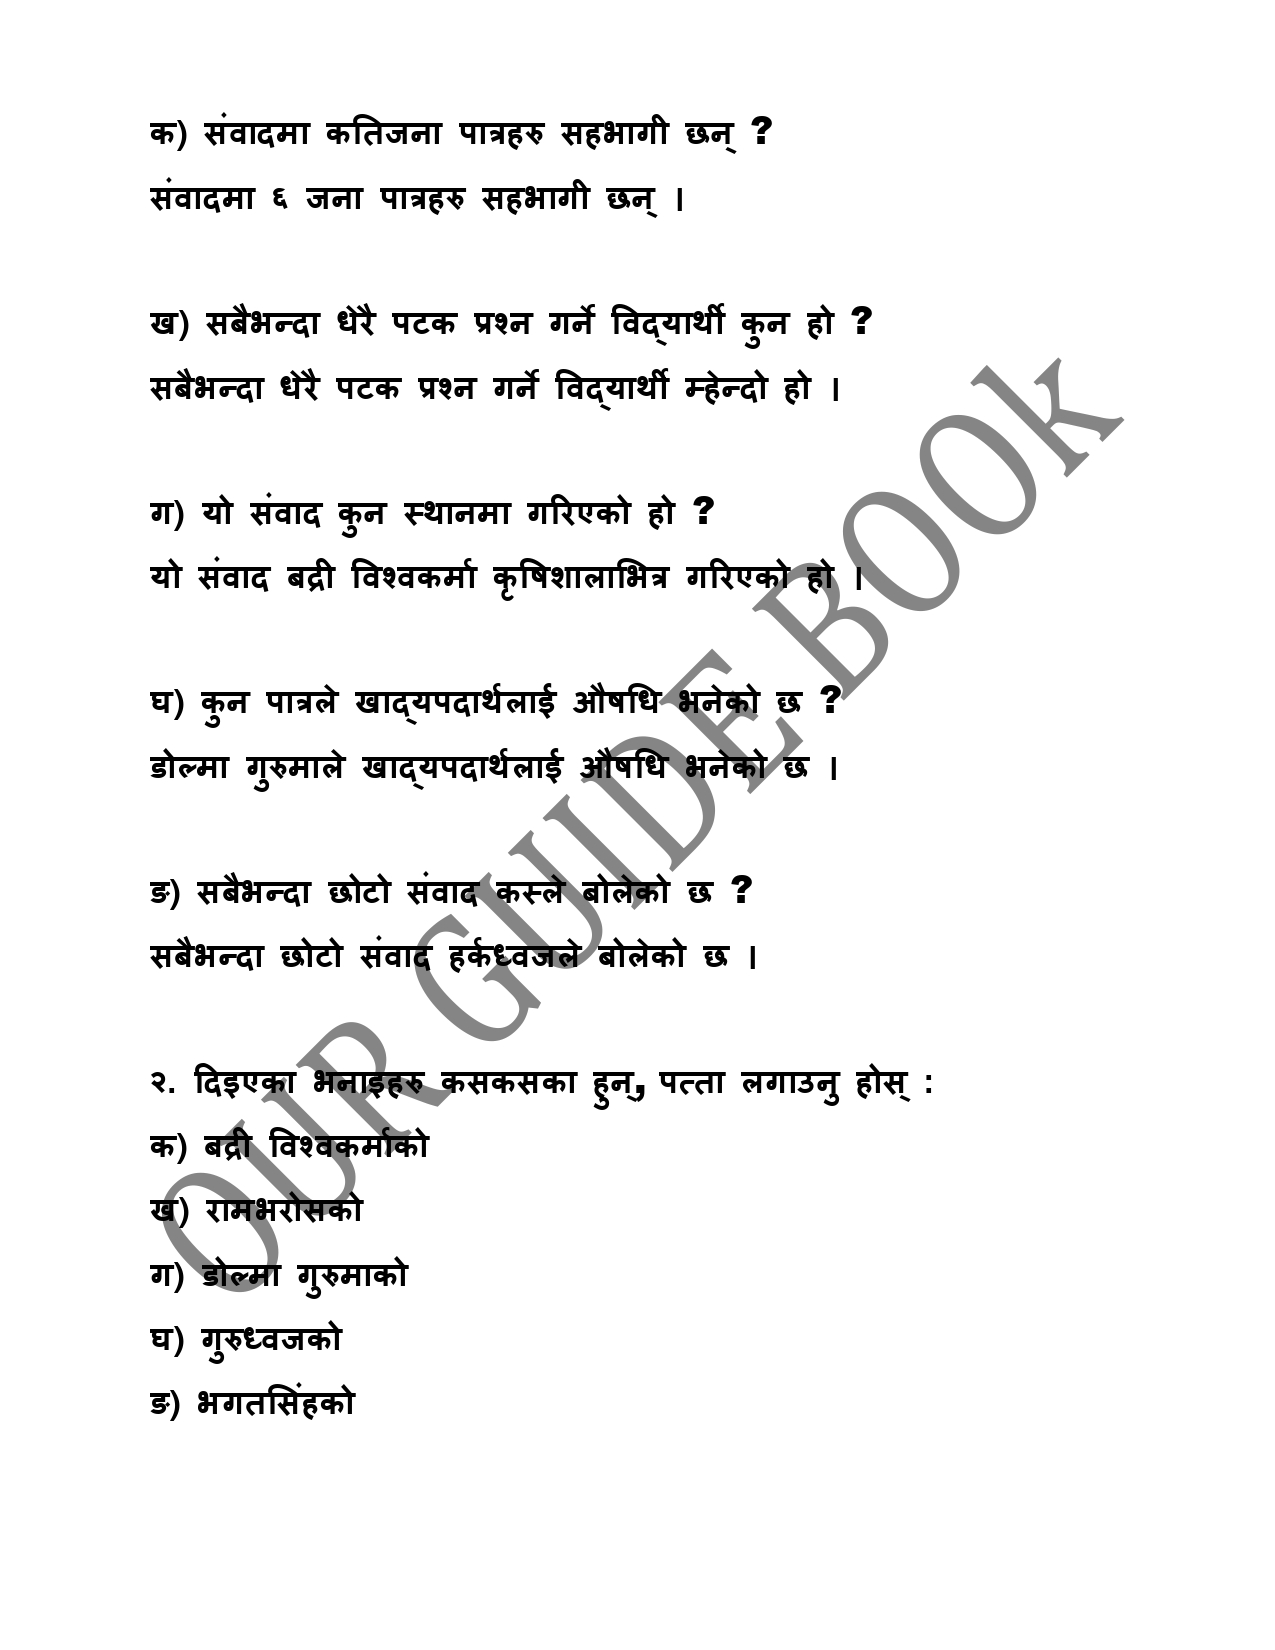 क) संवादमा कतिजना पात्रहरु सहभागी छन् ?
संवादमा ६ जना पात्रहरु सहभागी छन् ।
ख) सबैभन्दा धेरै पटक प्रश्न गर्ने विद्यार्थी कुन हो ?
सबैभन्दा धेरै पटक प्रश्न गर्ने विद्यार्थी म्हेन्दो हो ।
ग) यो संवाद कुन स्थानमा गरिएको हो ?
यो संवाद बद्री विश्वकर्मा कृषिशालाभित्र गरिएको हो ।
घ) कुन पात्रले खाद्यपदार्थलाई औषधि भनेको छ ?
डोल्मा गुरुमाले खाद्यपदार्थलाई औषधि भनेको छ ।
ङ) सबैभन्दा छोटो संवाद कस्ले बोलेको छ ?
सबैभन्दा छोटो संवाद हर्कध्वजले बोलेको छ ।
२. दिइएका भनाइहरु कसकसका हुन्, पत्ता लगाउनु होस् :
क) बद्री विश्वकर्माको
ख) रामभरोसको
ग) डोल्मा गुरुमाको
घ) गुरुध्वजको
ङ) भगतसिंहको
OUR GUIDE BOOk